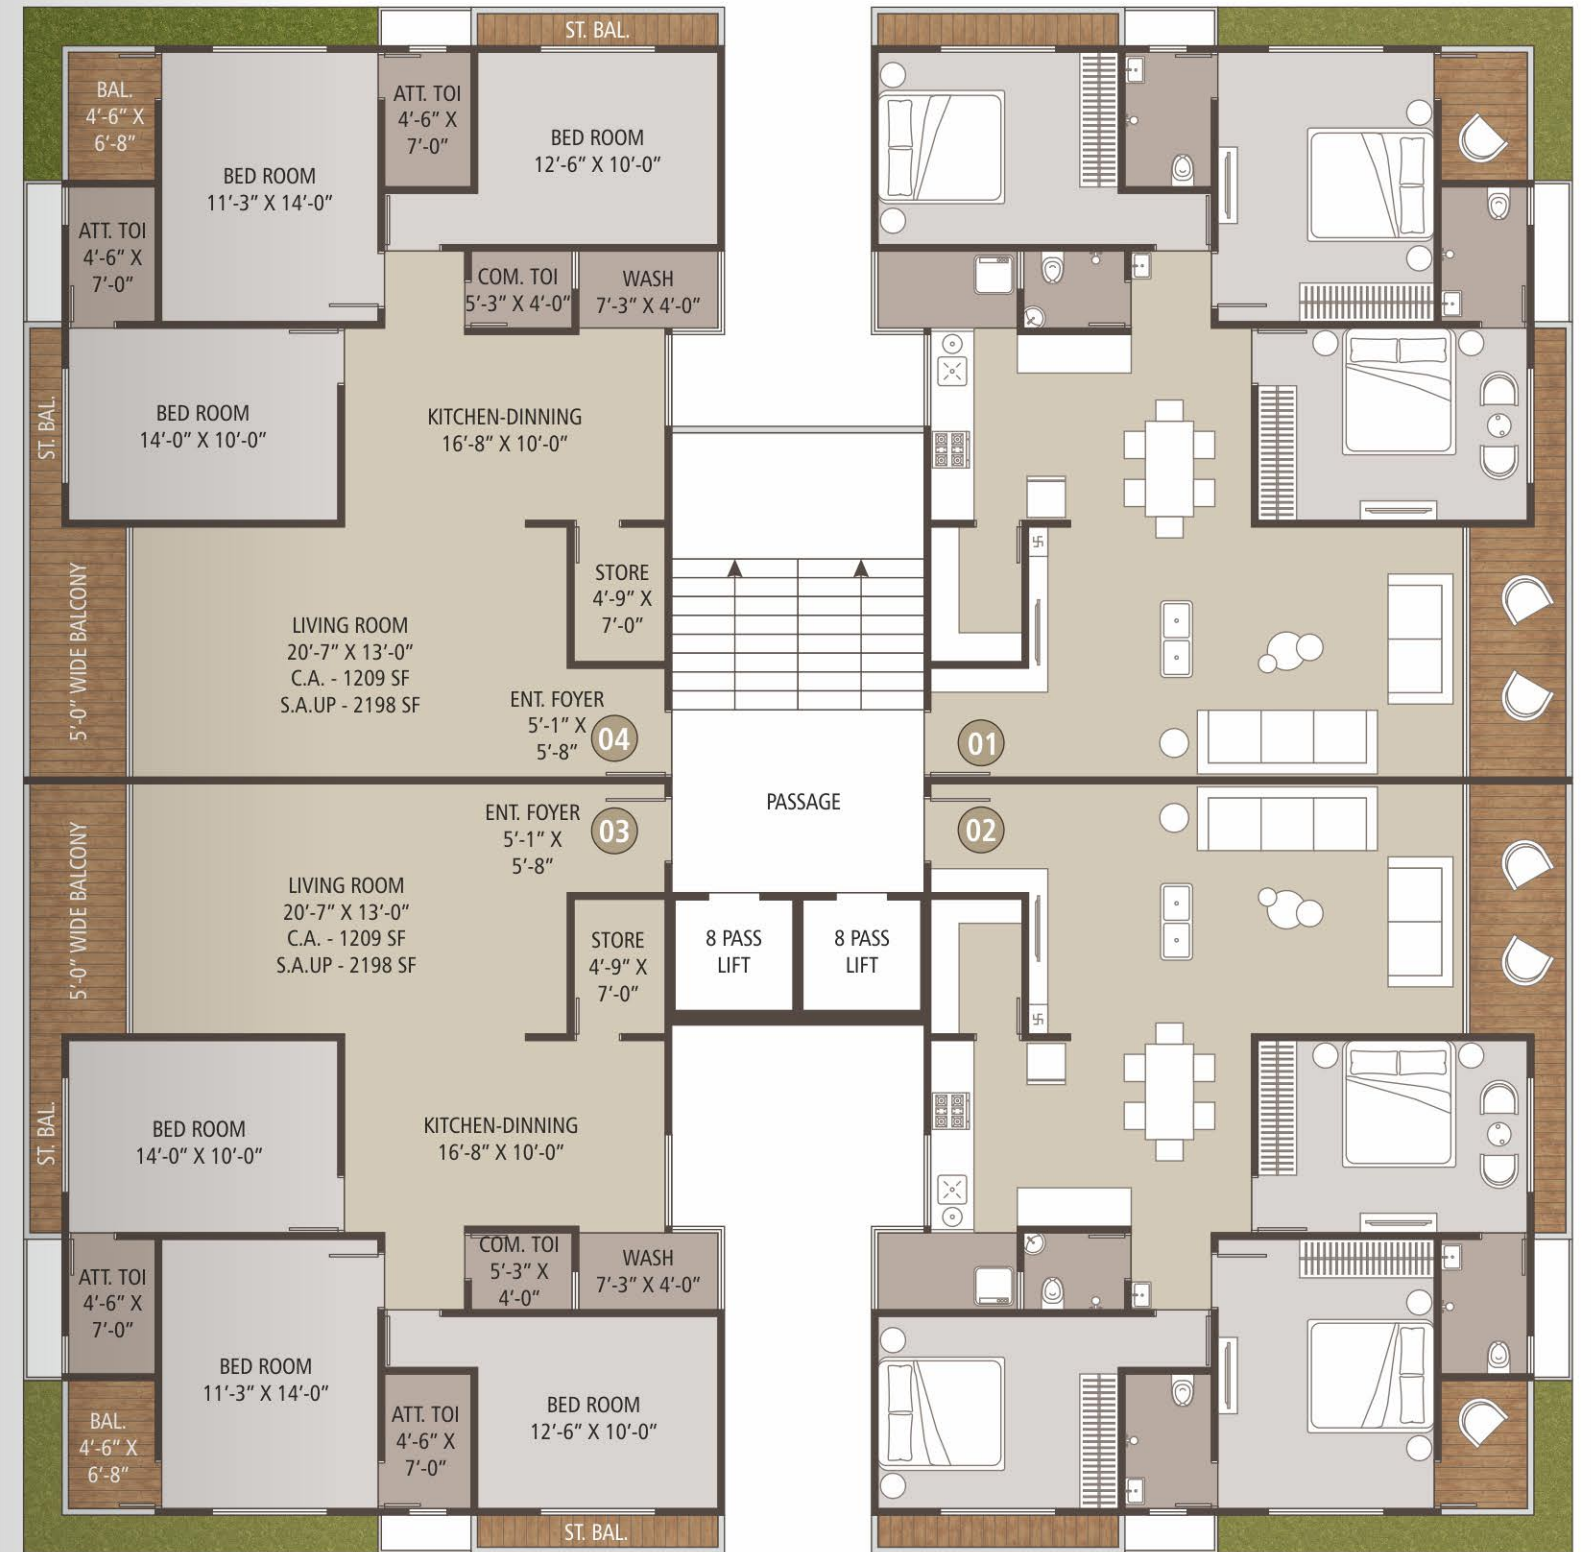 ST. BAL.
BAL.
4'-6" X
6'-8"
ATT. TOI
4'-6" X
7'-0"
BED ROOM
12'-6" X 10'-0"
BED ROOM
11'-3" X 14'-0"
ATT. TOI
4'-6" X
7'-0"
COM. TOI
5'-3" X 4'-0"
WASH
7'-3" X 4'-0"
ST. BAL.
BED ROOM
14'-0" X 10'-0"
KITCHEN-DINNING
16'-8" X 10'-0"
STORE
4'-9" X
7'-0"
5'-0" WIDE BALCONY
LIVING ROOM
20'-7" X 13'-0"
C.A. - 1209 SF
S.A.UP - 2198 SF
ENT. FOYER
5'-1" X
5'-8"
04
01
PASSAGE
ENT. FOYER
5'-1" X
5'-8"
03
02
5'-0" WIDE BALCONY
LIVING ROOM
20'-7" X 13'-0"
C.A. - 1209 SF
S.A.UP - 2198 SF
STORE
4'-9" X
7'-0"
8 PASS
LIFT
8 PASS
LIFT
ST. BAL.
BED ROOM
14'-0" X 10'-0"
KITCHEN-DINNING
16'-8" X 10'-0"
COM. TOI
5'-3" X
4'-0"
WASH
7'-3" X 4'-0"
ATT. TOI
4'-6" X
7'-0"
BED ROOM
11'-3" X 14'-0"
BAL.
4'-6" X
6'-8"
ATT. TOI
4'-6" X
7'-0"
BED ROOM
12'-6" X 10'-0"
ST. BAL.